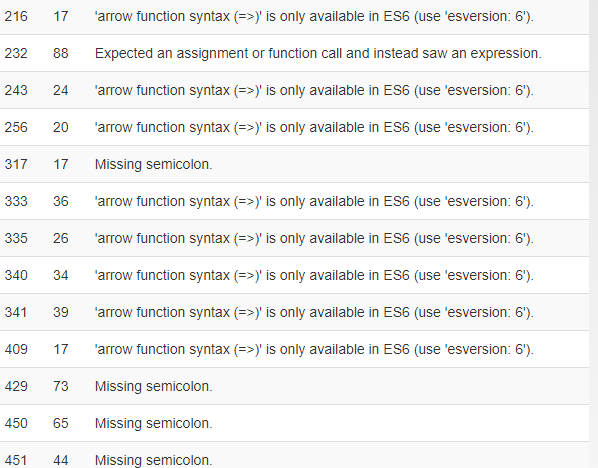 216 17 'arrow function syntax (=>)' is only available in ES6 (use 'esversion: 6').
232 88 Expected an assignment or function call and instead saw an expression.
243 24 'arrow function syntax (=>)' is only available in ES6 (use 'esversion: 6').
256 20 'arrow function syntax (=>)' is only available in ES6 (use 'esversion: 6').
317 17 Missing semicolon.
333 36 'arrow function syntax (=>)' is only available in ES6 (use 'esversion: 6').
335 26 'arrow function syntax (=>)' is only available in ES6 (use 'esversion: 6').
340 34 'arrow function syntax (=>)' is only available in ES6 (use 'esversion: 6').
341 39 'arrow function syntax (=>)' is only available in ES6 (use 'esversion: 6').
409 17 'arrow function syntax (=>)' is only available in ES6 (use 'esversion: 6').
429 73 Missing semicolon.
450 65 Missing semicolon.
451 44 Missing semicolon.